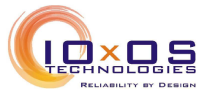 IOxOS
TECHNOLOGIES
RELIABILITY BY DESIGN